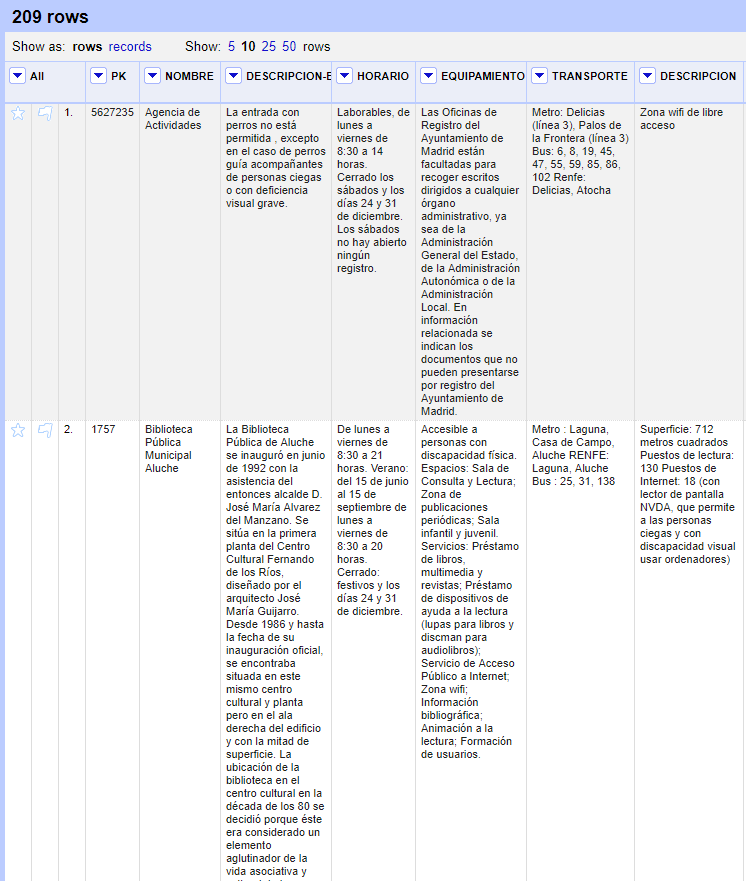 209 rows
Show as: rows records Show: 5 10 25 50 rows
All PK NOMBRE DESCRIPCION-E HORARIO EQUIPAMIENTO TRANSPORTE DESCRIPCION
1. 5627235
Agencia de
Actividades
La entrada con
perros no está
permitida , excepto
en el caso de perros
guía acompañantes
de personas ciegas
o con deficiencia
visual grave.
Laborables, de
lunes a
viernes de
8:30 a 14
horas.
Cerrado los
sábados y los
días 24 y 31
de diciembre.
Los sábados
no hay abierto
ningún
registro.
Las Oficinas de
Registro del
Ayuntamiento de
Madrid están
facultadas para
recoger escritos
dirigidos a cualquier
órgano
administrativo, ya
sea de la
Administración
General del Estado,
de la Administración
Autonómica o de la
Administración
Local. En
información
relacionada se
indican los
documentos que no
pueden presentarse
por registro del
Ayuntamiento de
Madrid.
Metro: Delicias
(línea 3), Palos de
la Frontera (línea 3)
Bus: 6, 8, 19, 45,
47, 55, 59, 85, 86,
102 Renfe:
Delicias, Atocha
Zona wifi de libre
acceso
2. 1757
Biblioteca
Pública
Municipal
Aluche
La Biblioteca
Pública de Aluche
se inauguró en junio
de 1992 con la
asistencia del
entonces alcalde D.
José María Alvarez
del Manzano. Se
sitúa en la primera
planta del Centro
Cultural Fernando
de los Ríos,
diseñado por el
arquitecto José
María Guijarro.
Desde 1986 y hasta
la fecha de su
inauguración oficial,
se encontraba
situada en este
mismo centro
cultural y planta
pero en el ala
derecha del edificio
y con la mitad de
superficie. La
ubicación de la
biblioteca en el
centro cultural en la
década de los 80 se
decidió porque éste
era considerado un
elemento
aglutinador de la
vida asociativa y
De lunes a
viernes de
8:30 a 21
horas. Verano:
del 15 de junio
al 15 de
septiembre de
lunes a
viernes de
8:30 a 20
horas.
Cerrado:
festivos y los
días 24 y 31
de diciembre.
Accesible a
personas con
discapacidad física.
Espacios: Sala de
Consulta y Lectura;
Zona de
publicaciones
periódicas; Sala
infantil y juvenil.
Servicios: Préstamo
de libros,
multimedia y
revistas; Préstamo
de dispositivos de
ayuda a la lectura
(lupas para libros y
discman para
audiolibros);
Servicio de Acceso
Público a Internet;
Zona wifi;
Información
bibliográfica;
Animación a la
lectura; Formación
de usuarios.
Metro : Laguna,
Casa de Campo,
Aluche RENFE:
Laguna, Aluche
Bus : 25, 31, 138
Superficie: 712
metros cuadrados
Puestos de lectura:
130 Puestos de
Internet: 18 (con
lector de pantalla
NVDA, que permite
a las personas
ciegas y con
discapacidad visual
usar ordenadores)